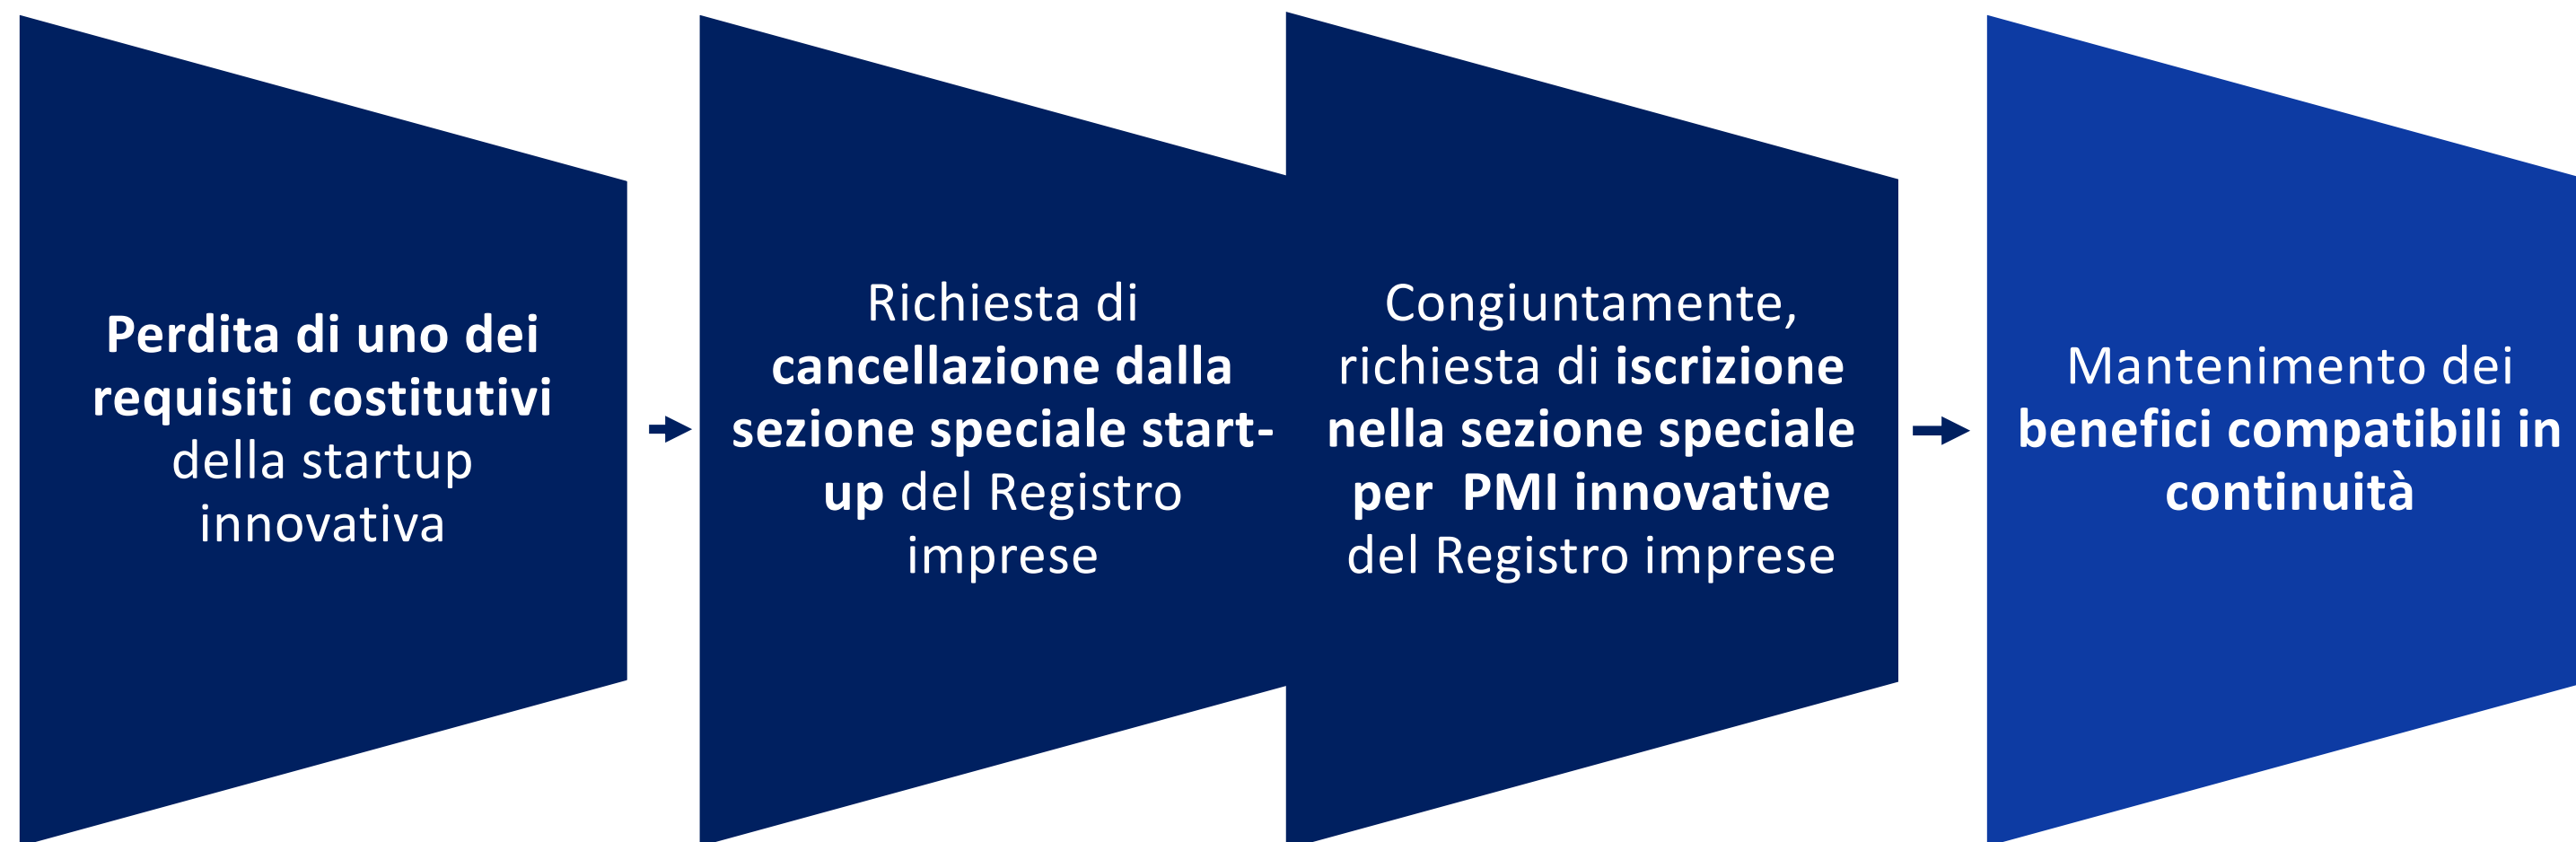 Perdita di uno dei
requisiti costitutivi
della startup
innovativa
Richiesta di
cancellazione dalla
sezione speciale start-
up del Registro
imprese
Congiuntamente,
richiesta di iscrizione
nella sezione speciale
per  PMI innovative
del Registro imprese
Mantenimento dei
benefici compatibili in
continuità